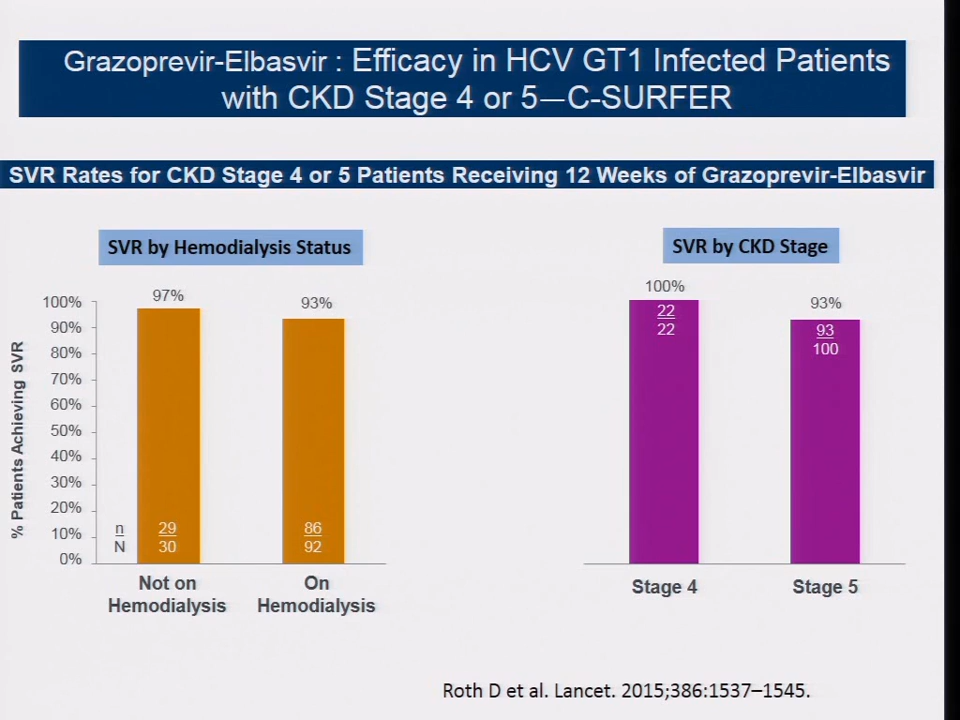 Grazoprevir-Elbasvir : Efficacy in HCV GT1 Infected Patients
with CKD Stage 4 or 5—C-SURFER
SVR Rates for CKD Stage 4 or 5 Patients Receiving 12 Weeks of Grazoprevir-Elbasvir
SVR by Hemodialysis Status
% Patients Achieving SVR
100%
90%
80%
70%
60%
50%
40%
30%
20%
10%
0%
97%
93%
n
N
29
30
86
92
Not on
Hemodialysis
On
Hemodialysis
SVR by CKD Stage
100%
22
22
93%
93
100
Stage 4
Stage 5
Roth D et al. Lancet. 2015;386:1537–1545.